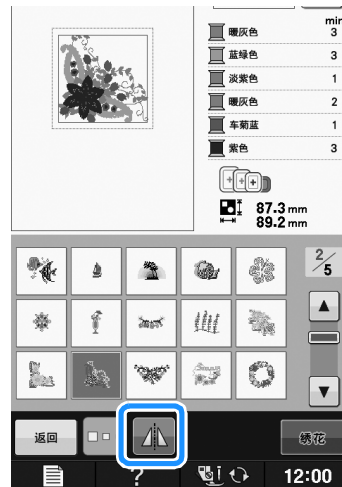 min
暖灰色 3
蓝绿色 3
淡紫色 1
暖灰色 2
车菊蓝 1
紫色 3
87.3 mm
89.2 mm
2/5
返回
绣花
?
12:00